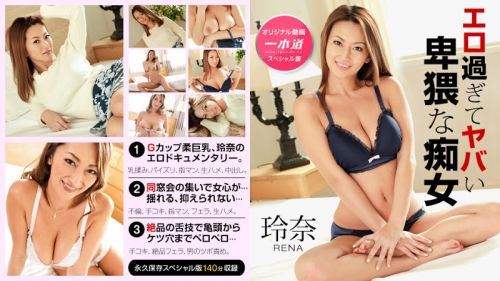 1 Gカップ柔巨乳、玲奈の
エロドキュメンタリー。
乳揉み、パイズリ、指マン、生ハメ、中出し。
2 同窓会の集いで女心が…
揺れる、抑えられない…
不倫、手コキ、指マン、フェラ、生ハメ。
3 絶品の舌技で亀頭から
ケツ穴までベロベロ…
手コキ、絶品フェラ、男のツボ責め。
永久保存スペシャル版140分収録
オリジナル動画
一本道
スペシャル版
エロ過ぎてヤバい
卑猥な痴女
玲奈
RENA